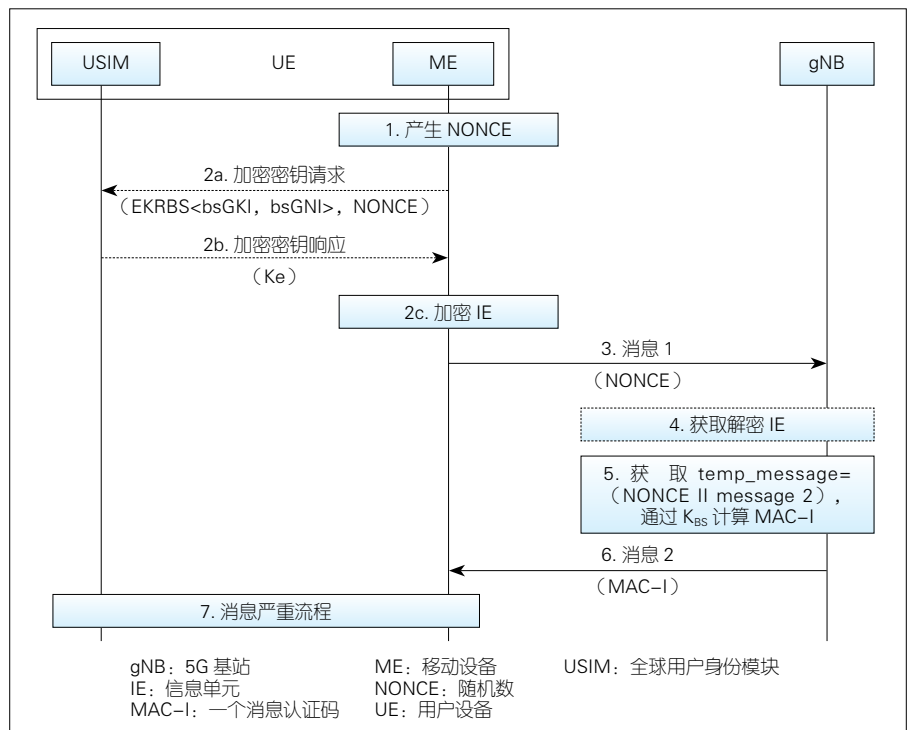 USIM UE ME gNB
1. 产生 NONCE
2a. 加密密钥请求
（EKRBS<bsGKI，bsGNI>，NONCE）
2b. 加密密钥响应
（Ke）
2c. 加密 IE
3. 消息 1
（NONCE）
4. 获取解密 IE
5. 获 取 temp_message=
（NONCE II message 2），
通过 KBS 计算 MAC-I
6. 消息 2
（MAC-I）
7. 消息严重流程
gNB：5G 基站 ME：移动设备 USIM：全球用户身份模块
IE：信息单元 NONCE：随机数
MAC-I：一个消息认证码 UE：用户设备